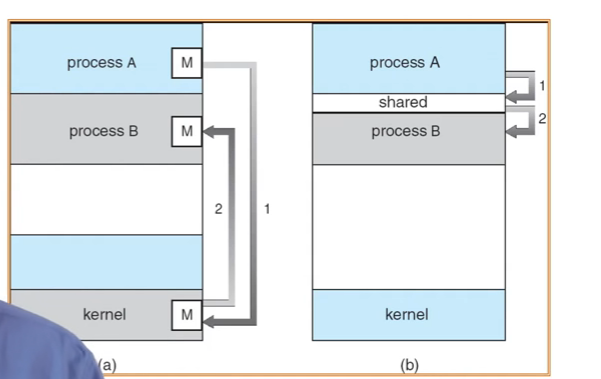 process A M
process B M
2 1
kernel M
(a)
process A
1
shared
2
process B
kernel
(b)